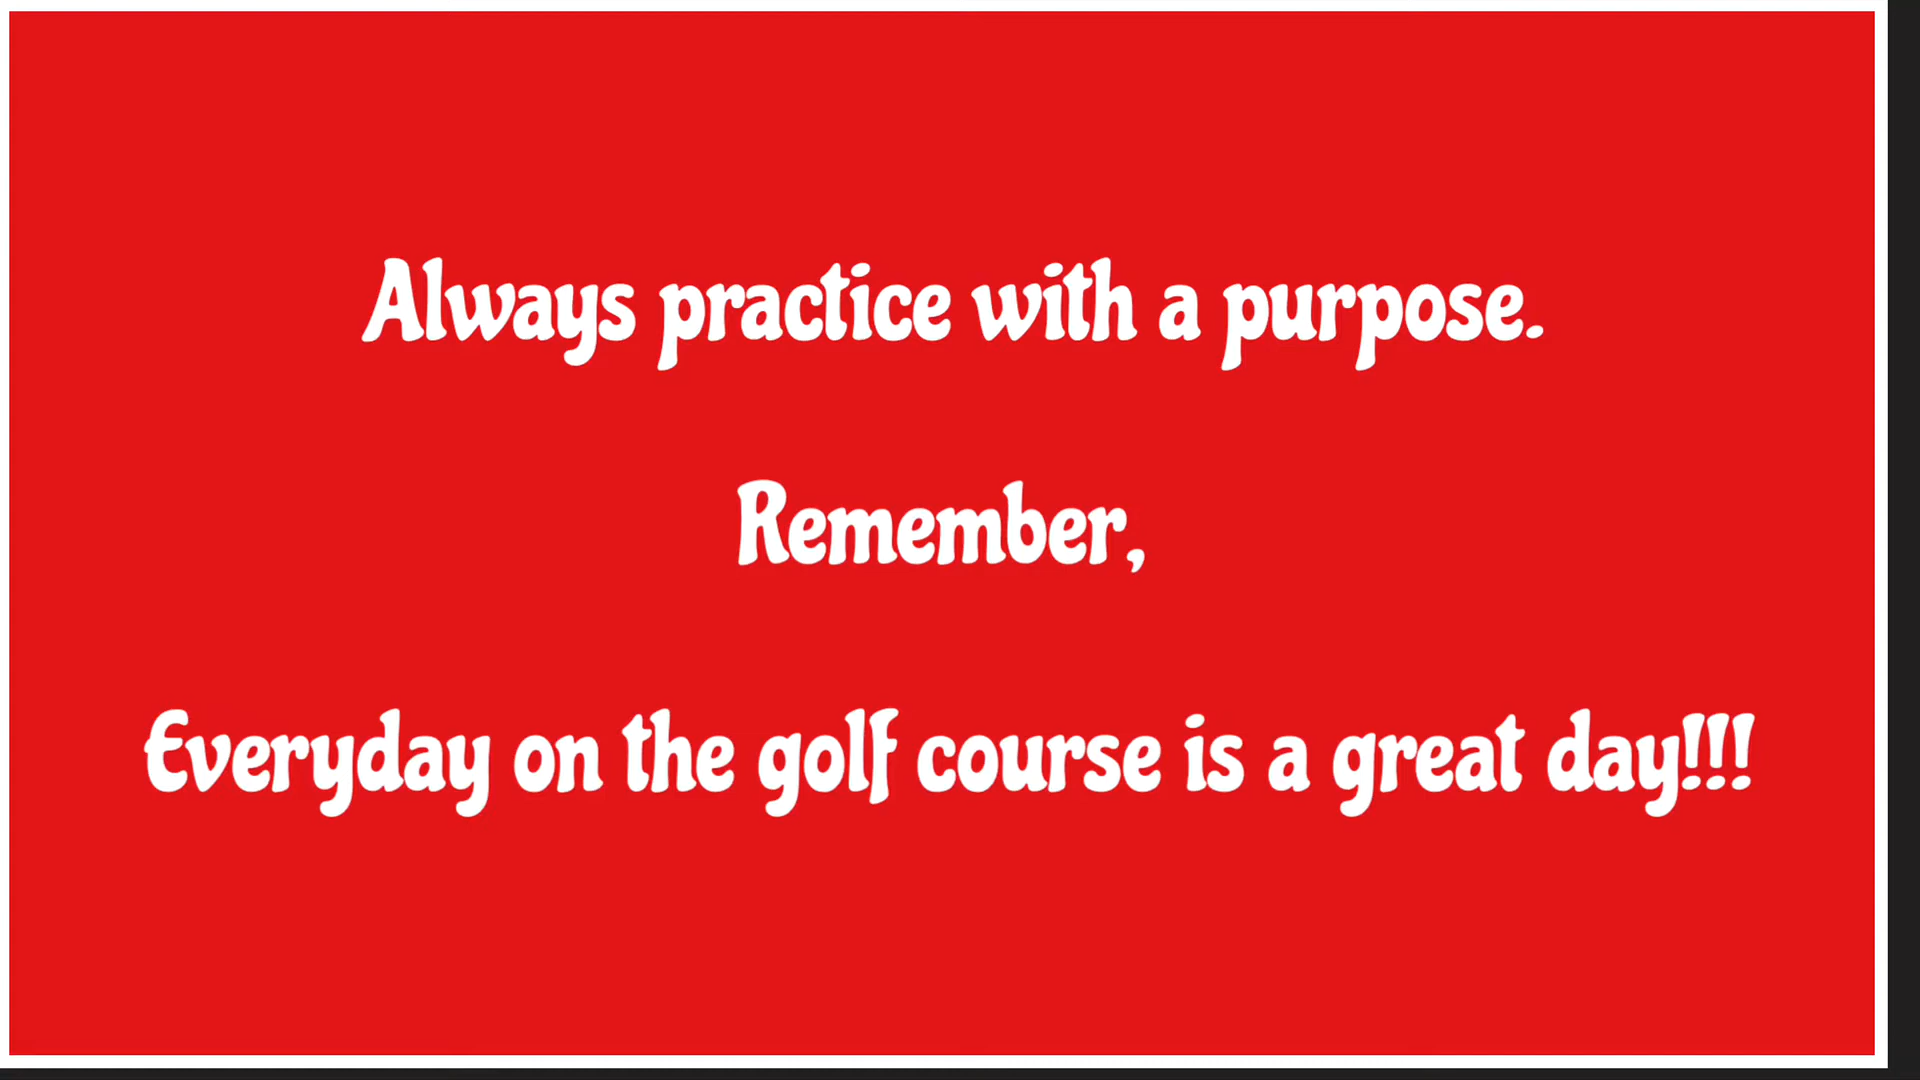 Always practice with a purpose.
Remember,
Everyday on the golf course is a great day!!!